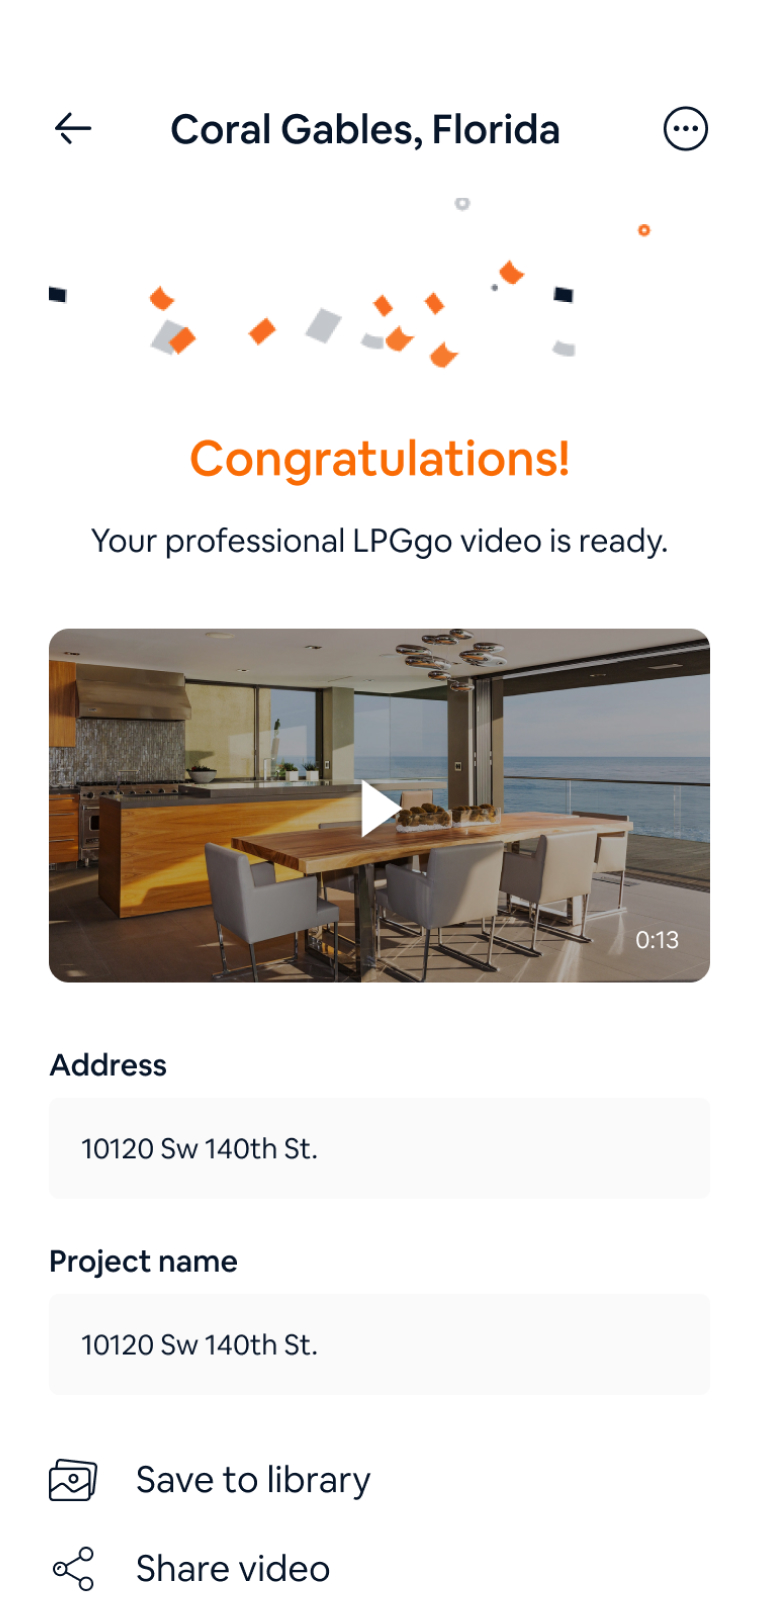 Coral Gables, Florida
Congratulations!
Your professional LPGgo video is ready.
0:13
Address
10120 Sw 140th St.
Project name
10120 Sw 140th St.
Save to library
Share video